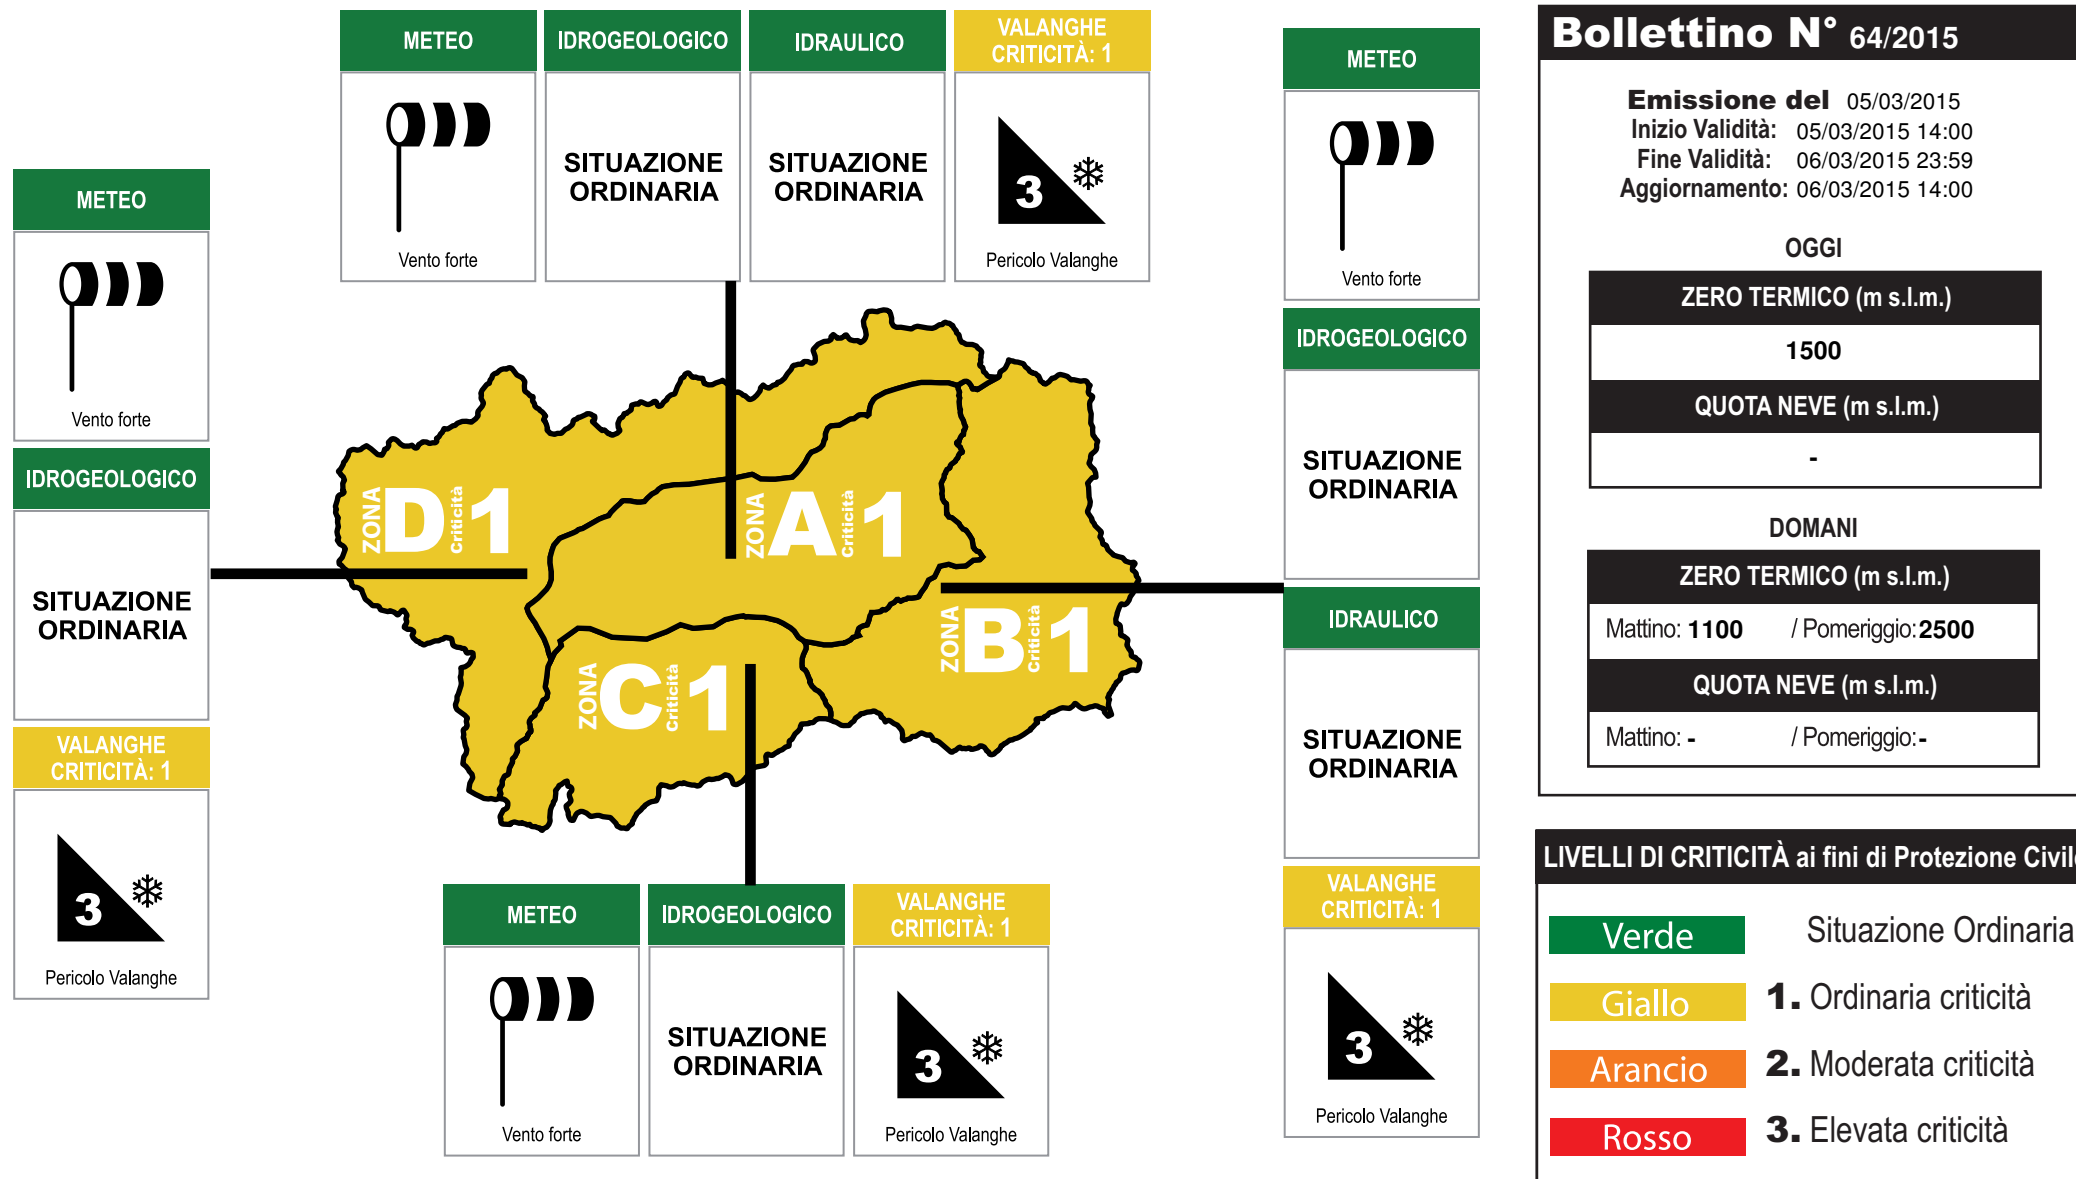 METEO
Vento forte
IDROGEOLOGICO
SITUAZIONE
ORDINARIA
IDRAULICO
SITUAZIONE
ORDINARIA
VALANGHE
CRITICITÀ: 1
3
Pericolo Valanghe
METEO
Vento forte
IDROGEOLOGICO
SITUAZIONE
ORDINARIA
VALANGHE
CRITICITÀ: 1
3
Pericolo Valanghe
ZONA D Criticità 1
ZONA A Criticità 1
ZONA B Criticità 1
ZONA C Criticità 1
METEO
Vento forte
IDROGEOLOGICO
SITUAZIONE
ORDINARIA
VALANGHE
CRITICITÀ: 1
3
Pericolo Valanghe
METEO
Vento forte
IDROGEOLOGICO
SITUAZIONE
ORDINARIA
IDRAULICO
SITUAZIONE
ORDINARIA
VALANGHE
CRITICITÀ: 1
3
Pericolo Valanghe
Bollettino N° 64/2015
Emissione del 05/03/2015
Inizio Validità: 05/03/2015 14:00
Fine Validità: 06/03/2015 23:59
Aggiornamento: 06/03/2015 14:00
OGGI
ZERO TERMICO (m s.l.m.)
1500
QUOTA NEVE (m s.l.m.)
-
DOMANI
ZERO TERMICO (m s.l.m.)
Mattino: 1100 / Pomeriggio: 2500
QUOTA NEVE (m s.l.m.)
Mattino: - / Pomeriggio: -
LIVELLI DI CRITICITÀ ai fini di Protezione Civile
Verde Situazione Ordinaria
Giallo 1. Ordinaria criticità
Arancio 2. Moderata criticità
Rosso 3. Elevata criticità